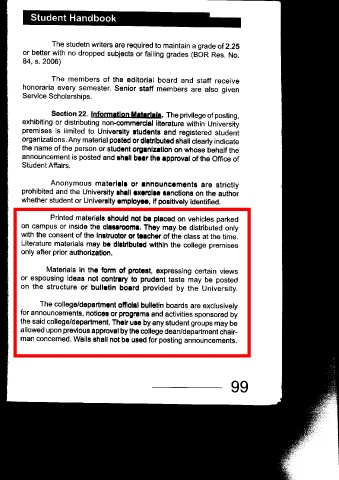 Student Handbook
The studetn writers are required to maintain a grade of 2.25
or better with no dropped subjects or failing grades (BOR Res. No.
84, s. 2006)
The members of the editorial board and staff receive
honoraria every semester. Senior staff members are also given
Service Scholarships.
Section 22. Information Materials. The privilege of posting,
exhibiting or distributing non-commercial literature within University
premises is limited to University students and registered student
organizations. Any material posted or distributed shall clearly indicate
the name of the person or student organization on whose behalf the
announcement is posted and shall bear the approval of the Office of
Student Affairs.
Anonymous materials or announcements are strictly
prohibited and the University shall exercise sanctions on the author
whether student or University employee, if positively identified.
Printed materials should not be placed on vehicles parked
on campus or inside the classrooms. They may be distributed only
with the consent of the instructor or teacher of the class at the time.
Literature materials may be distributed within the college premises
only after prior authorization.
Materials in the form of protest, expressing certain views
or espousing ideas not contrary to prudent taste may be posted
on the structure or bulletin board provided by the University.
The college/department official bulletin boards are exclusively
for announcements, notices or programs and activities sponsored by
the said college/department. Their use by any student groups may be
allowed upon previous approval by the college dean/department chair-
man concerned. Walls shall not be used for posting announcements.
99